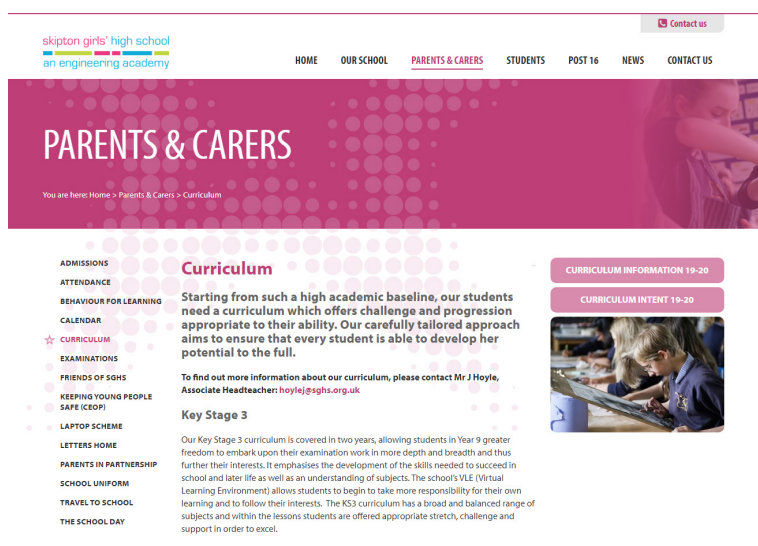 Contact us
skipton girls' high school
an engineering academy
HOME OUR SCHOOL PARENTS & CARERS STUDENTS POST 16 NEWS CONTACT US
PARENTS & CARERS
You are here: Home > Parents & Carers > Curriculum
ADMISSIONS
ATTENDANCE
BEHAVIOUR FOR LEARNING
CALENDAR
CURRICULUM
EXAMINATIONS
FRIENDS OF SGHS
KEEPING YOUNG PEOPLE
SAFE (CEOP)
LAPTOP SCHEME
LETTERS HOME
PARENTS IN PARTNERSHIP
SCHOOL UNIFORM
TRAVEL TO SCHOOL
THE SCHOOL DAY
Curriculum
Starting from such a high academic baseline, our students
need a curriculum which offers challenge and progression
appropriate to their ability. Our carefully tailored approach
aims to ensure that every student is able to develop her
potential to the full.
To find out more information about our curriculum, please contact Mr J Hoyle,
Associate Headteacher: hoylej@sghs.org.uk
Key Stage 3
Our Key Stage 3 curriculum is covered in two years, allowing students in Year 9 greater
freedom to embark upon their examination work in more depth and breadth and thus
further their interests. It emphasises the development of the skills needed to succeed in
school and later life as well as an understanding of subjects. The school's VLE (Virtual
Learning Environment) allows students to begin to take more responsibility for their own
learning and to follow their interests. The KS3 curriculum has a broad and balanced range of
subjects and within the lessons students are offered appropriate stretch, challenge and
support in order to excel.
CURRICULUM INFORMATION 19-20
CURRICULUM INTENT 19-20